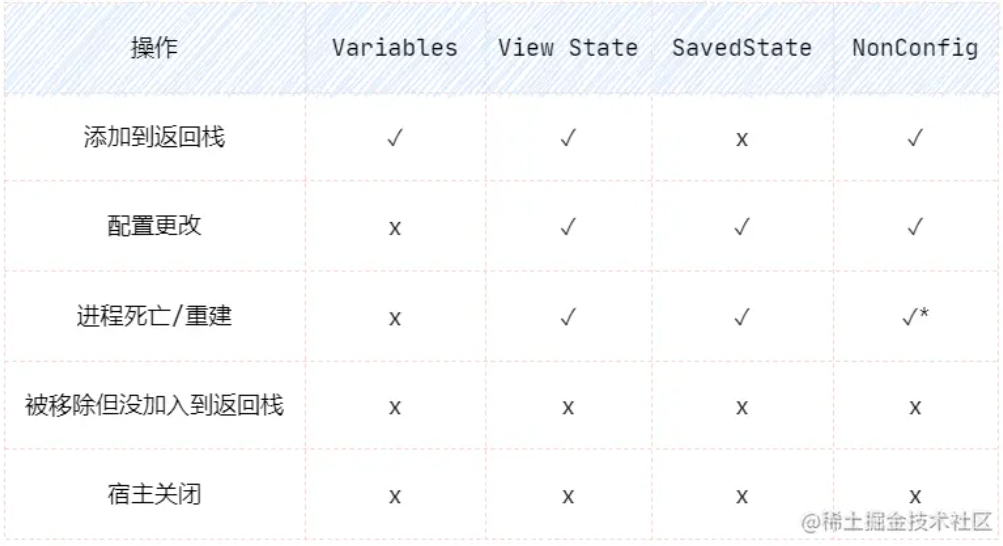 操作 Variables View State SavedState NonConfig
添加到返回栈 ✓ ✓ x ✓
配置更改 x ✓ ✓ ✓
进程死亡/重建 x ✓ ✓ ✓*
被移除但没加入到返回栈 x x x x
宿主关闭 x x x x
@稀土掘金技术社区